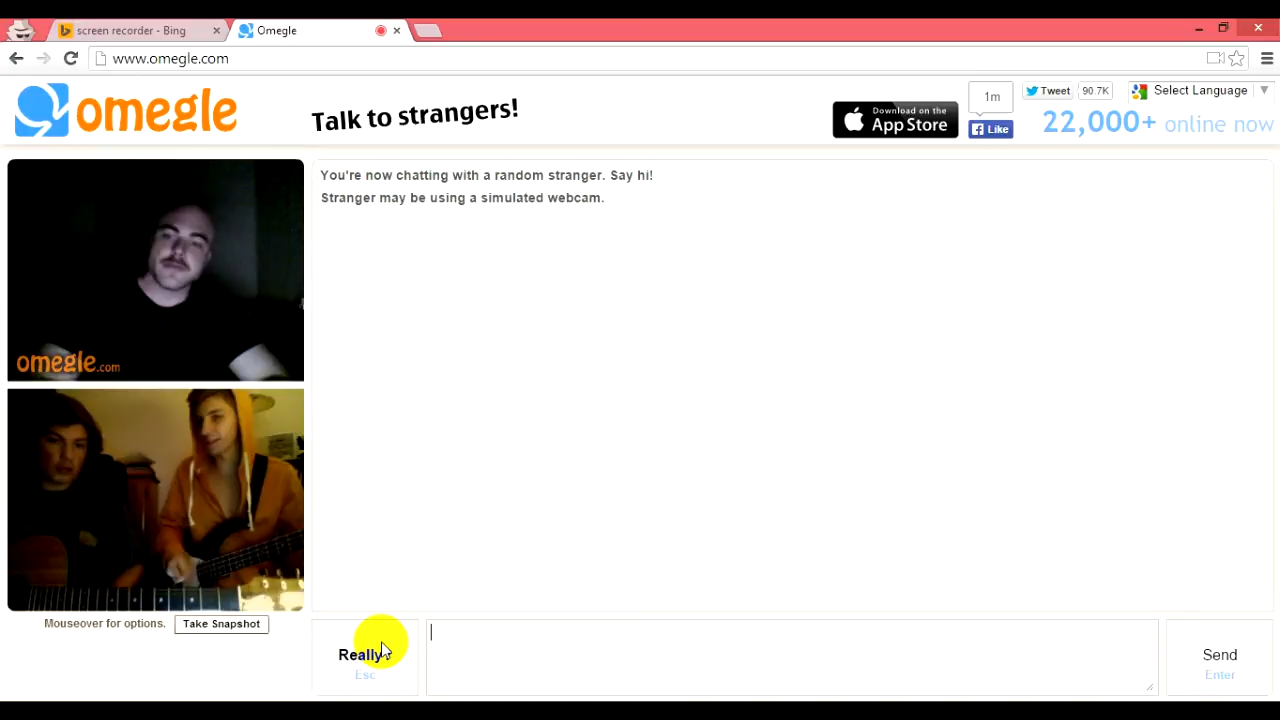 screen recorder - Bing
Omegle
www.omegle.com
omegle
Talk to strangers!
Download on the
App Store
1m
Like
Tweet
90.7K
Select Language
22,000+ online now
You're now chatting with a random stranger. Say hi!
Stranger may be using a simulated webcam.
omegle.com
Mouseover for options.
Take Snapshot
Really
Esc
Send
Enter